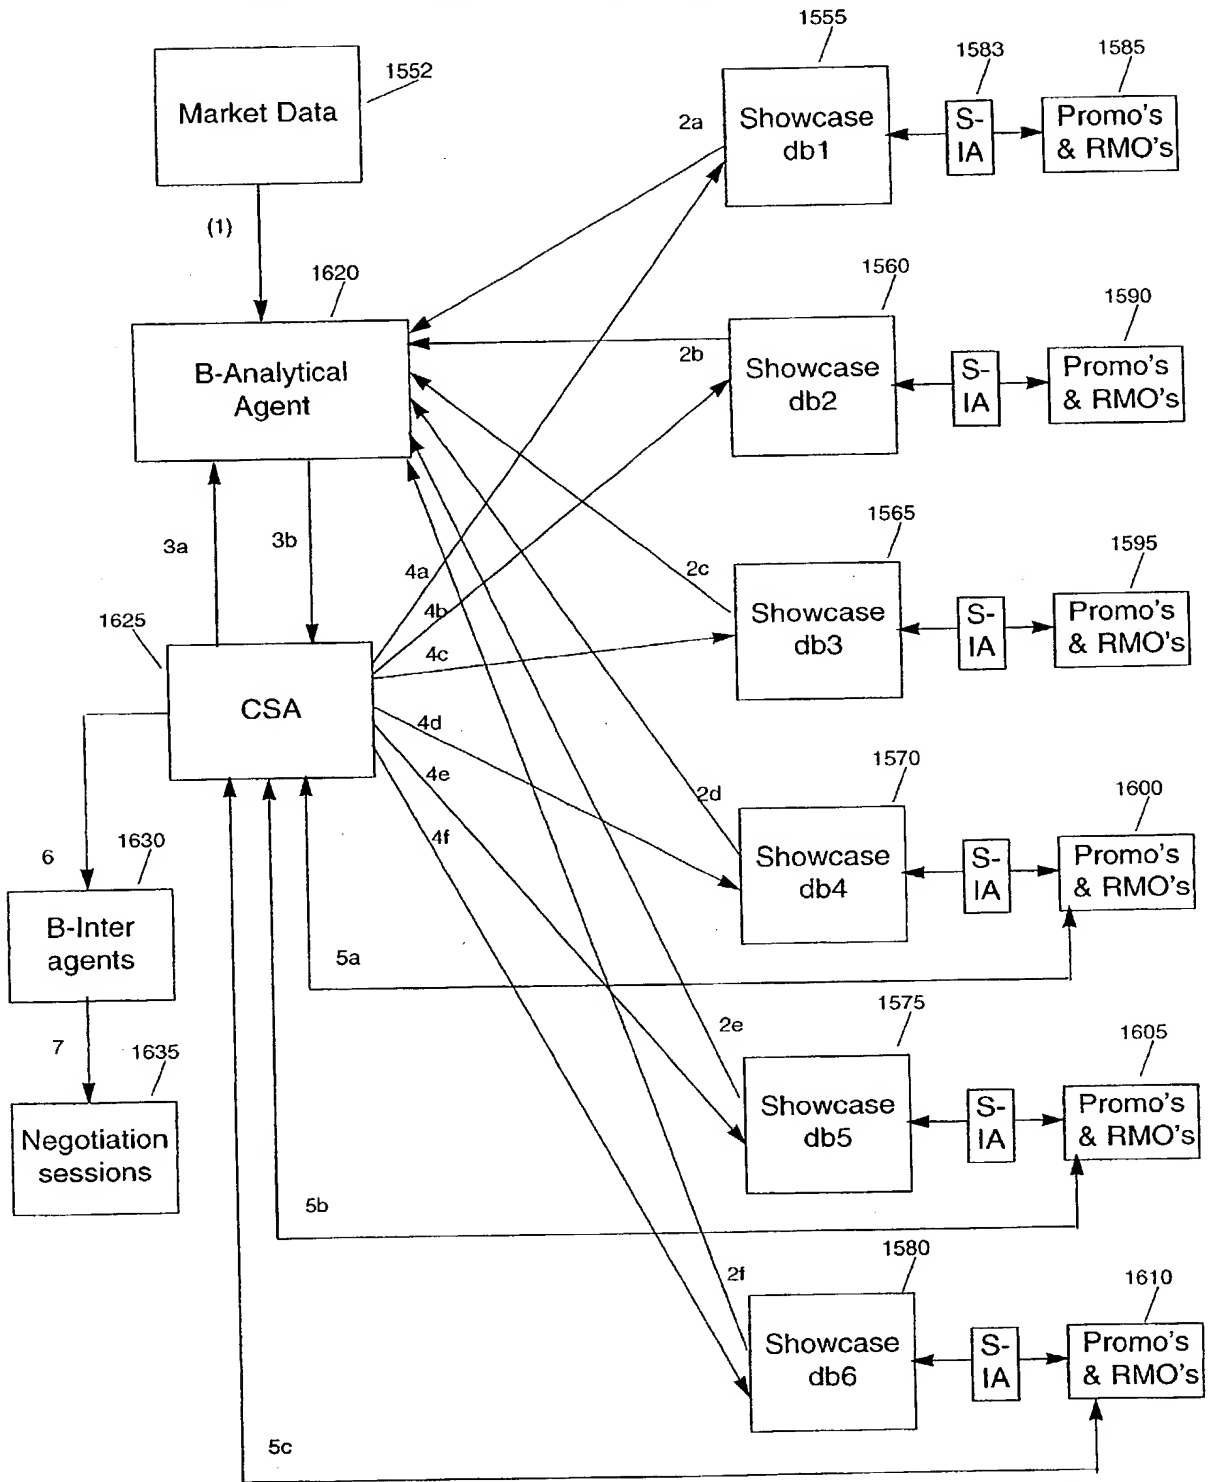 1555
1583
1585
1552
Market Data
2a
Showcase
db1
S-
IA
Promo's
& RMO's
(1)
1620
1560
1590
B-Analytical
Agent
2b
Showcase
db2
S-
IA
Promo's
& RMO's
1565
1595
3a
3b
4a
2c
4b
4c
1625
Showcase
db3
S-
IA
Promo's
& RMO's
CSA
4d
4e
4f
2d
1570
1600
Showcase
db4
S-
IA
Promo's
& RMO's
6
1630
B-Inter
agents
5a
1575
1605
2e
7
1635
Showcase
db5
S-
IA
Promo's
& RMO's
Negotiation
sessions
5b
1580
1610
2f
Showcase
db6
S-
IA
Promo's
& RMO's
5c